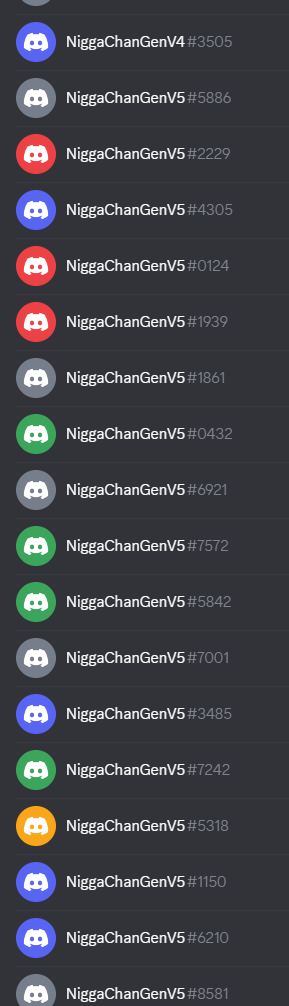 NiggaChanGenV4#3505
NiggaChanGenV5#5886
NiggaChanGenV5#2229
NiggaChanGenV5#4305
NiggaChanGenV5#0124
NiggaChanGenV5#1939
NiggaChanGenV5#1861
NiggaChanGenV5#0432
NiggaChanGenV5#6921
NiggaChanGenV5#7572
NiggaChanGenV5#5842
NiggaChanGenV5#7001
NiggaChanGenV5#3485
NiggaChanGenV5#7242
NiggaChanGenV5#5318
NiggaChanGenV5#1150
NiggaChanGenV5#6210
NiggaChanGenV5#8581